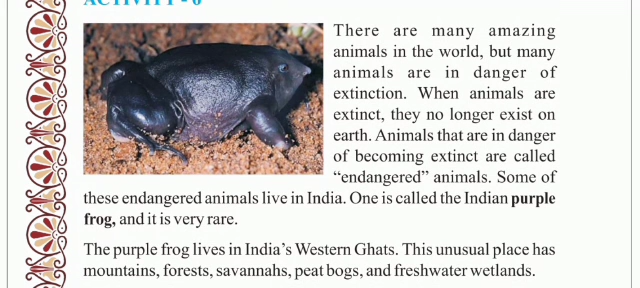 ACTIVITY - 6
There are many amazing
animals in the world, but many
animals are in danger of
extinction. When animals are
extinct, they no longer exist on
earth. Animals that are in danger
of becoming extinct are called
“endangered” animals. Some of
these endangered animals live in India. One is called the Indian purple
frog, and it is very rare.
The purple frog lives in India’s Western Ghats. This unusual place has
mountains, forests, savannahs, peat bogs, and freshwater wetlands.